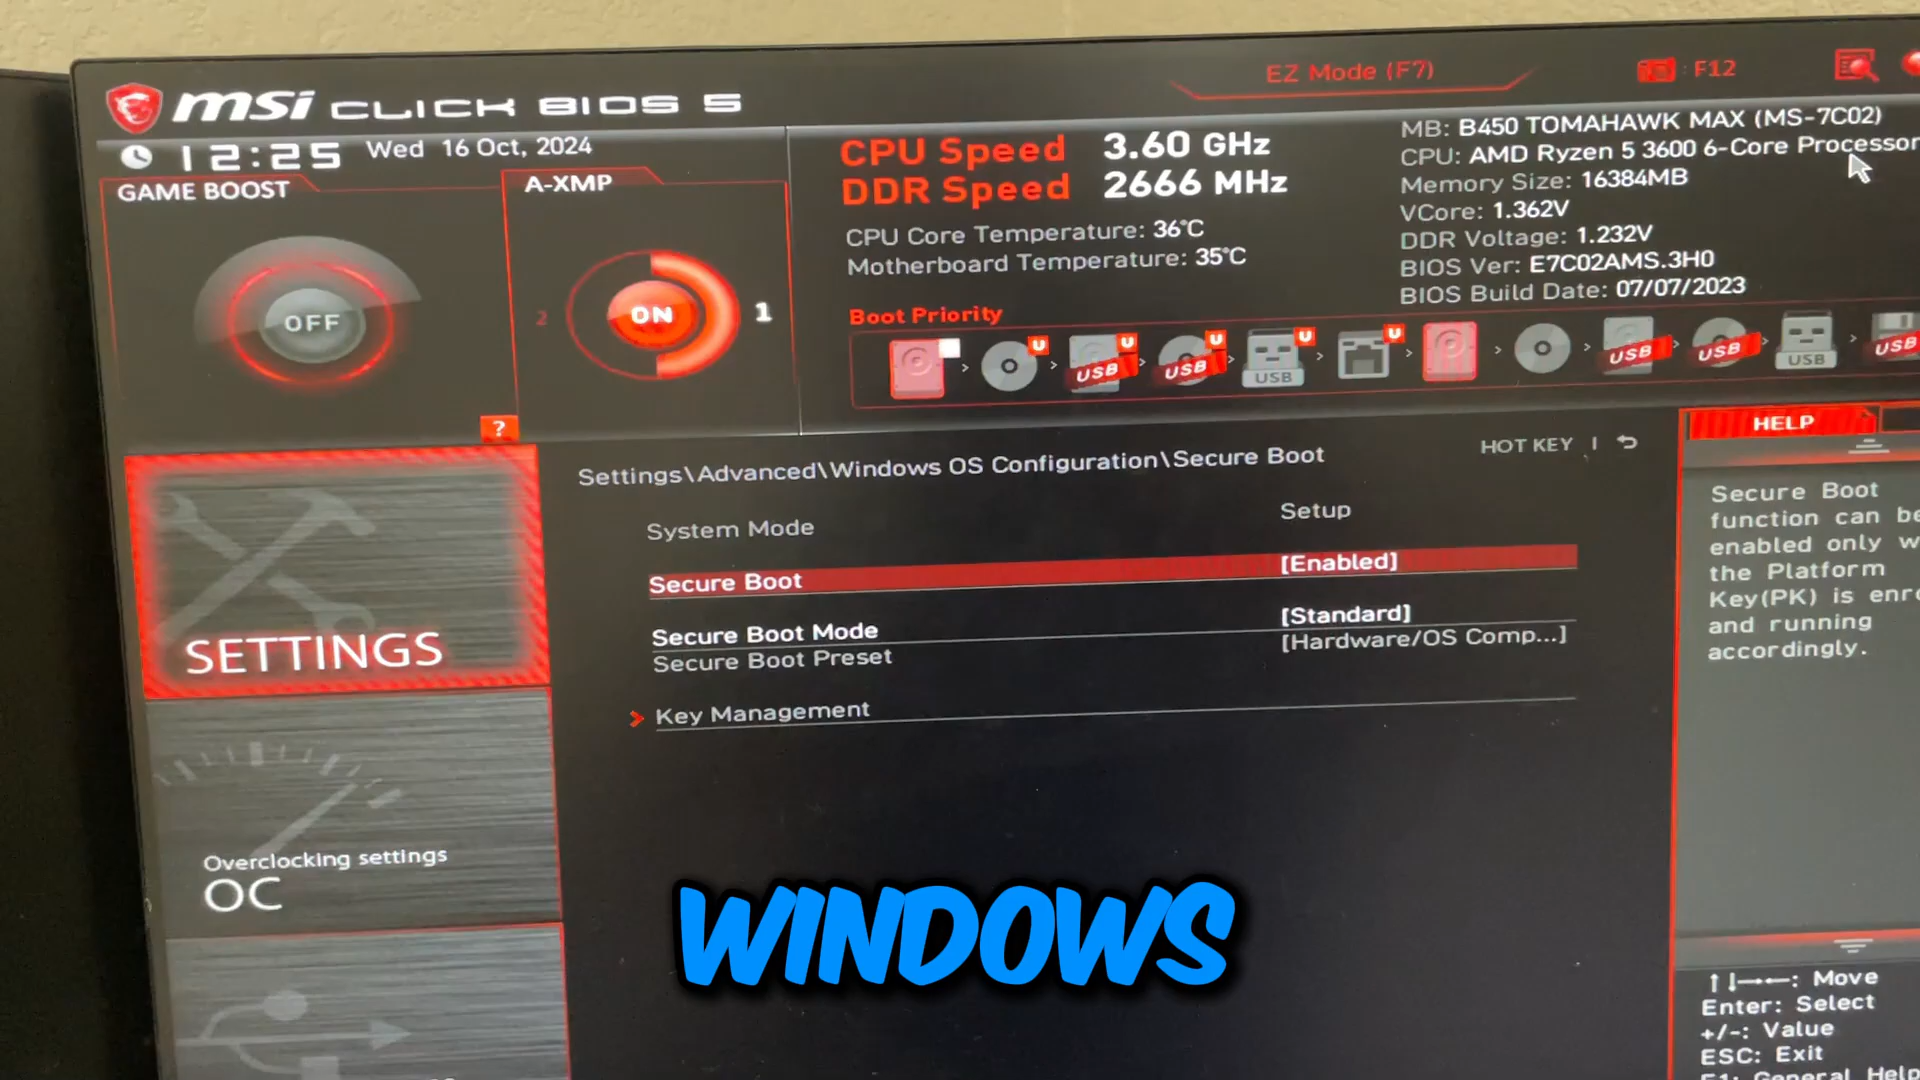 msi CLICK BIOS 5
EZ Mode (F7)
: F12
12:25 Wed 16 Oct, 2024
GAME BOOST
OFF
A-XMP
2 ON 1
?
CPU Speed 3.60 GHz
DDR Speed 2666 MHz
CPU Core Temperature: 36°C
Motherboard Temperature: 35°C
MB: B450 TOMAHAWK MAX (MS-7C02)
CPU: AMD Ryzen 5 3600 6-Core Processor
Memory Size: 16384MB
VCore: 1.362V
DDR Voltage: 1.232V
BIOS Ver: E7C02AMS.3H0
BIOS Build Date: 07/07/2023
Boot Priority
U U U U U
USB USB USB USB USB USB USB
SETTINGS
Overclocking settings
OC
Settings\Advanced\Windows OS Configuration\Secure Boot
HOT KEY |
System Mode Setup
Secure Boot [Enabled]
Secure Boot Mode [Standard]
Secure Boot Preset [Hardware/OS Comp...]
> Key Management
HELP
Secure Boot
function can be
enabled only w
the Platform
Key(PK) is enro
and running
accordingly.
↑↓→←: Move
Enter: Select
+/-: Value
ESC: Exit
F1: General Help
WINDOWS